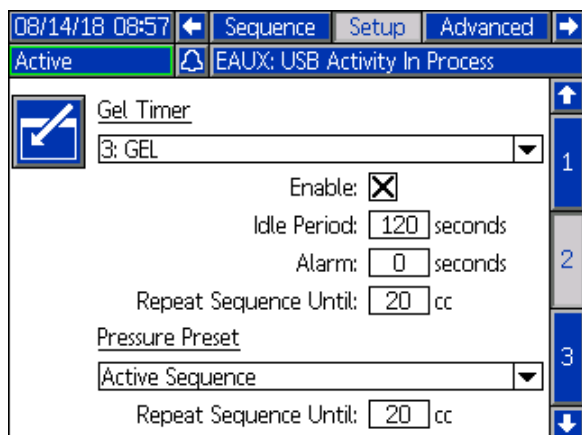 08/14/18 08:57 Sequence Setup Advanced
Active EAUX: USB Activity In Process
Gel Timer
3: GEL
1
Enable:
Idle Period: 120 seconds
Alarm: 0 seconds
2
Repeat Sequence Until: 20 cc
Pressure Preset
3
Active Sequence
Repeat Sequence Until: 20 cc